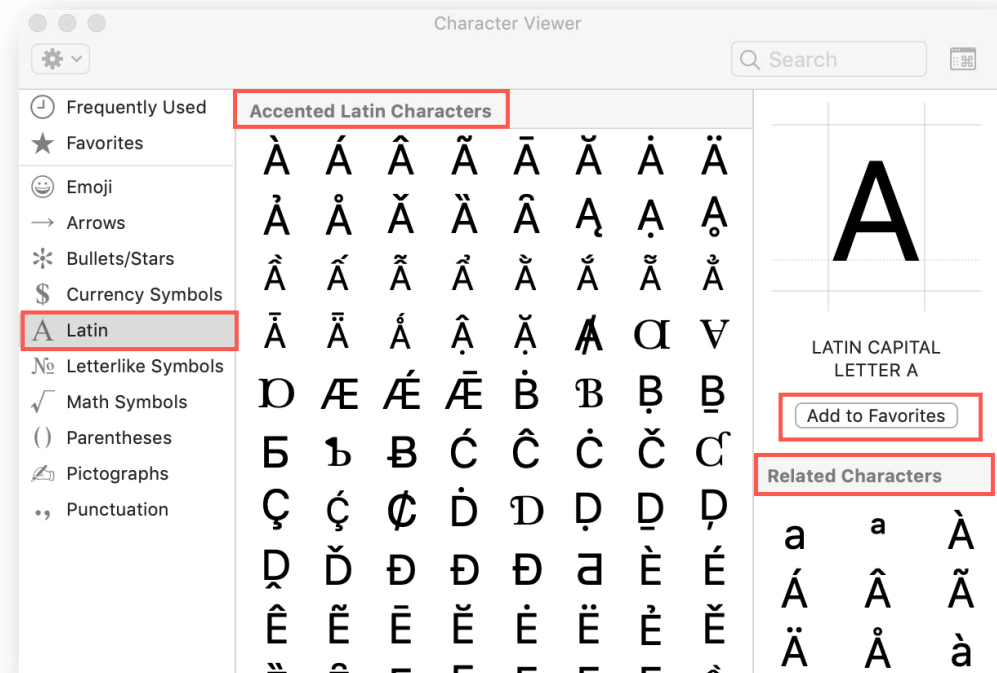 Character Viewer
Search
Frequently Used
Favorites
Emoji
Arrows
Bullets/Stars
$ Currency Symbols
A Latin
№ Letterlike Symbols
√ Math Symbols
() Parentheses
Pictographs
., Punctuation
Accented Latin Characters
À Á Â Ã Ā Ă Ȧ Ä
Ả Å Ǎ Ȁ Ȃ Ą Ạ Ḁ
Ầ Ấ Ẫ Ẩ Ằ Ắ Ẵ Ẳ
Ǡ Ǟ Ǻ Ậ Ặ Ⱥ Ɑ Ɐ
Ɒ Æ Ǽ Ǣ Ḃ Ɓ Ḅ Ḇ
Ƃ Ƅ Ƀ Ć Ĉ Ċ Č Ƈ
Ç Ḉ Ȼ Ḋ Ɗ Ḍ Ḏ Ḑ
Ḓ Ď Đ Ð Ɖ Ƌ È É
Ê Ẽ Ē Ĕ Ė Ë Ẻ Ě
A
LATIN CAPITAL
LETTER A
Add to Favorites
Related Characters
a ª À
Á Â Ã
Ä Å à